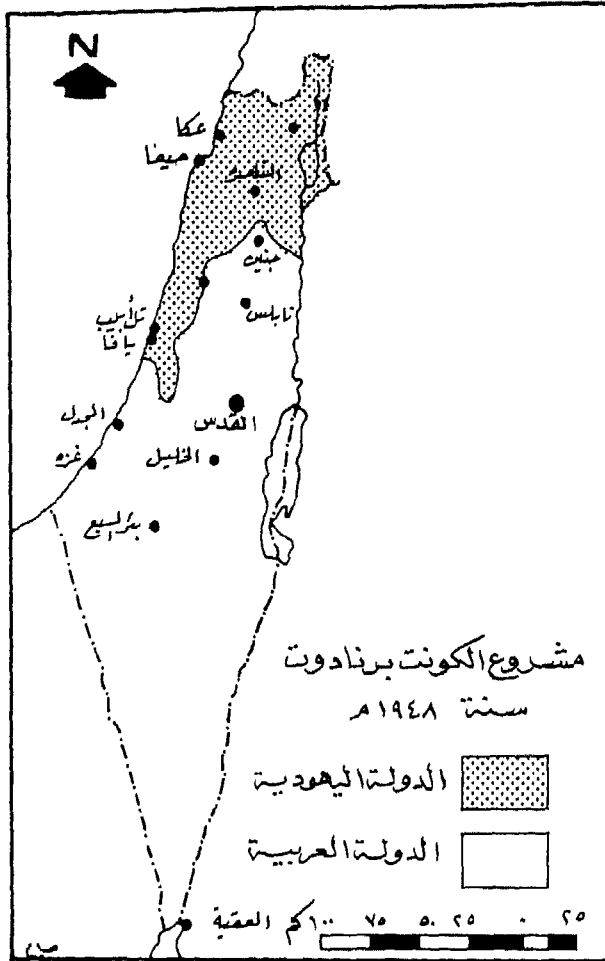 N
عكا
حيفا
الناصرة
جنين
نابلس
تل أبيب
يافا
القدس
المجدل
الخليل
غزه
بئر السبع
مشروع الكونت برنادوت
سنة ١٩٤٨م
الدولة اليهودية
الدولة العربية
العقبة
٢٥ ٠ ٢٥ ٥٠ ٧٥ ١٠٠كم